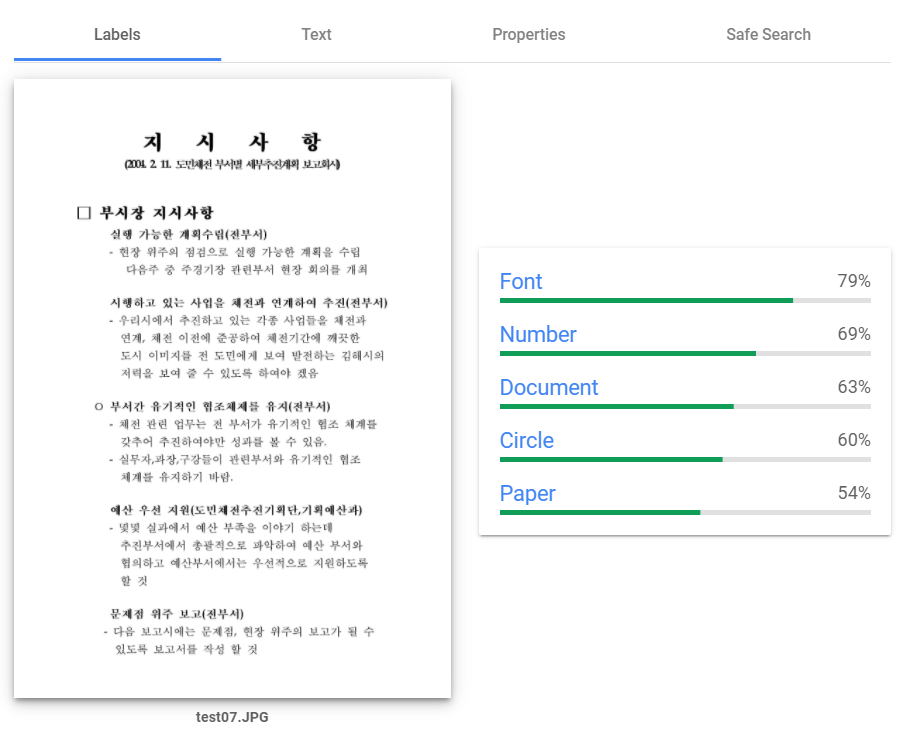 Labels
Text
Properties
Safe Search
지 시 사 항
(2004. 2. 11. 도민체전 부서별 세부추진계획 보고회시)
□ 부시장 지시사항
실행 가능한 계획수립(전부서)
- 현장 위주의 점검으로 실행 가능한 계획을 수립
다음주 중 주경기장 관련부서 현장 회의를 개최
시행하고 있는 사업을 체전과 연계하여 추진(전부서)
- 우리시에서 추진하고 있는 각종 사업들을 체전과
연계, 체전 이전에 준공하여 체전기간에 깨끗한
도시 이미지를 전 도민에게 보여 발전하는 김해시의
저력을 보여 줄 수 있도록 하여야 겠음
○ 부서간 유기적인 협조체제를 유지(전부서)
- 체전 관련 업무는 전 부서가 유기적인 협조 체계를
갖추어 추진하여야만 성과를 볼 수 있음.
- 실무자,과장,국장들이 관련부서와 유기적인 협조
체계를 유지하기 바람.
예산 우선 지원(도민체전추진기획단,기획예산과)
- 몇몇 실과에서 예산 부족을 이야기 하는데
추진부서에서 총괄적으로 파악하여 예산 부서와
협의하고 예산부서에서는 우선적으로 지원하도록
할 것
문제점 위주 보고(전부서)
- 다음 보고시에는 문제점, 현장 위주의 보고가 될 수
있도록 보고서를 작성 할 것
test07.JPG
Font 79%
Number 69%
Document 63%
Circle 60%
Paper 54%